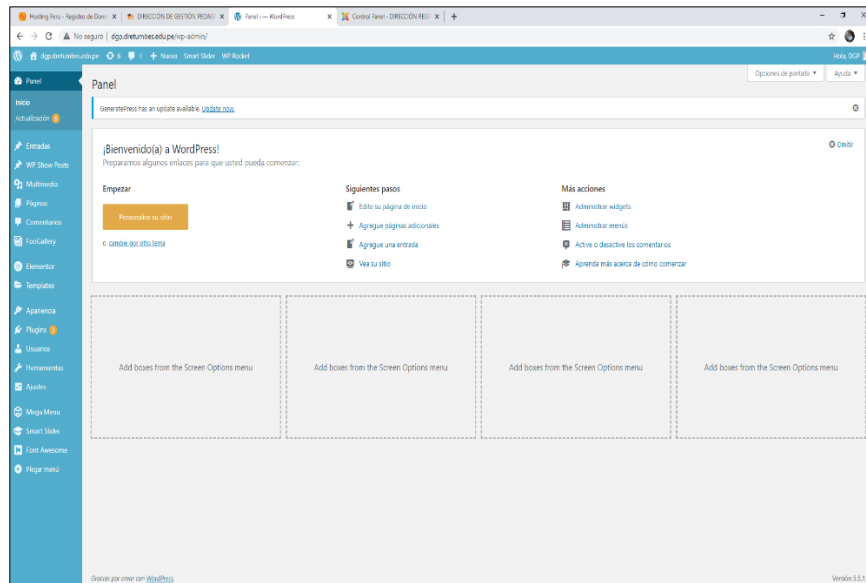 Hosting Peru - Registro de Domi
DIRECCIÓN DE GESTIÓN PEDAG
Panel ‹ — WordPress
Control Panel - DIRECCIÓN REGI
No seguro | dgp.dretumbes.edu.pe/wp-admin/
dgp.dretumbes.edu.pe 6 0 + Nuevo Smart Slider WP Rocket
Hola, DGP
Panel
Inicio
Actualización 6
Entradas
WP Show Posts
Multimedia
Páginas
Comentarios
FooGallery
Elementor
Templates
Apariencia
Plugins 3
Usuarios
Herramientas
Ajustes
Mega Menu
Smart Slider
Font Awesome
Plegar menú
Opciones de pantalla
Ayuda
Panel
GeneratePress has an update available. Update now.
¡Bienvenido(a) a WordPress!
Omitir
Preparamos algunos enlaces para que usted pueda comenzar:
Empezar
Personalice su sitio
o, cambie por otro tema
Siguientes pasos
Edite su página de inicio
Agregue páginas adicionales
Agregue una entrada
Vea su sitio
Más acciones
Administrar widgets
Administrar menús
Active o desactive los comentarios
Aprenda más acerca de cómo comenzar
Add boxes from the Screen Options menu
Add boxes from the Screen Options menu
Add boxes from the Screen Options menu
Add boxes from the Screen Options menu
Gracias por crear con WordPress.
Versión 5.5.1